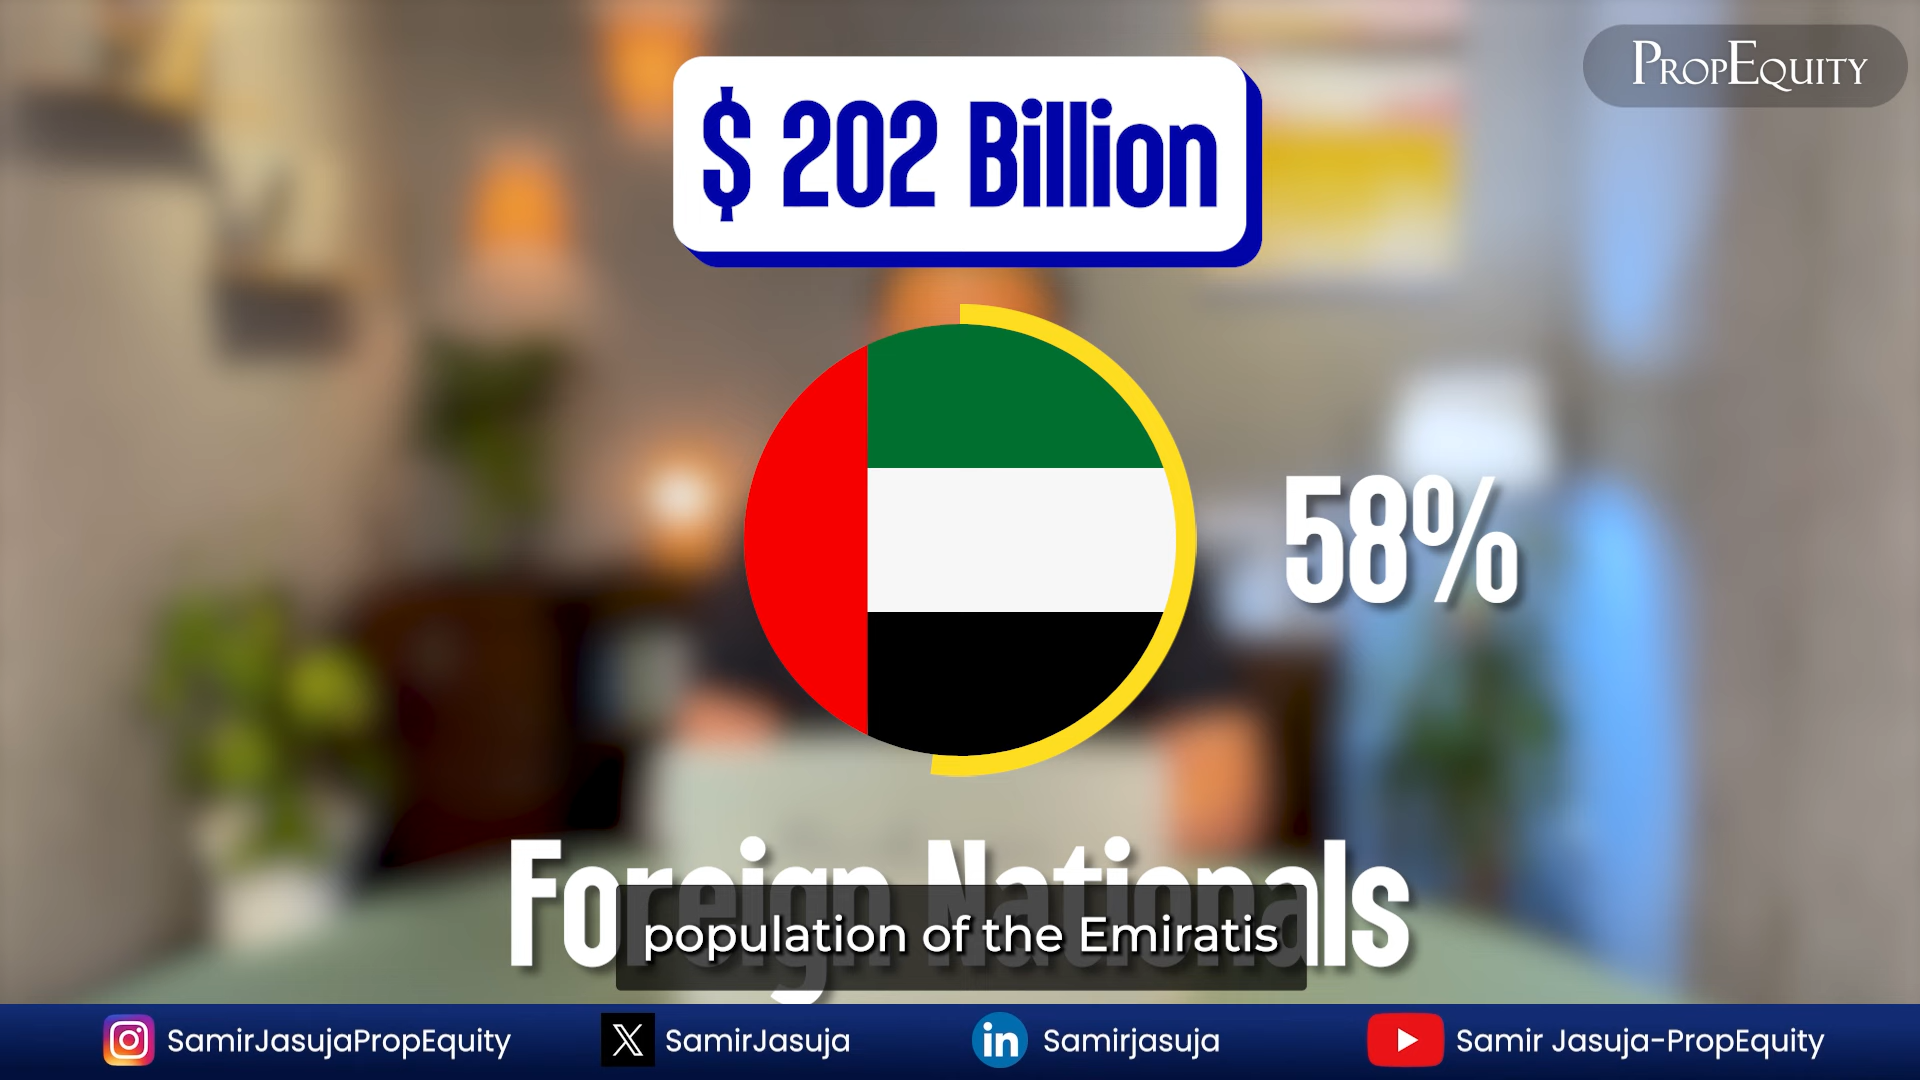 PROPEQUITY
$ 202 Billion
58%
Foreign Nationals
population of the Emiratis
SamirJasujaPropEquity
SamirJasuja
Samirjasuja
Samir Jasuja-PropEquity